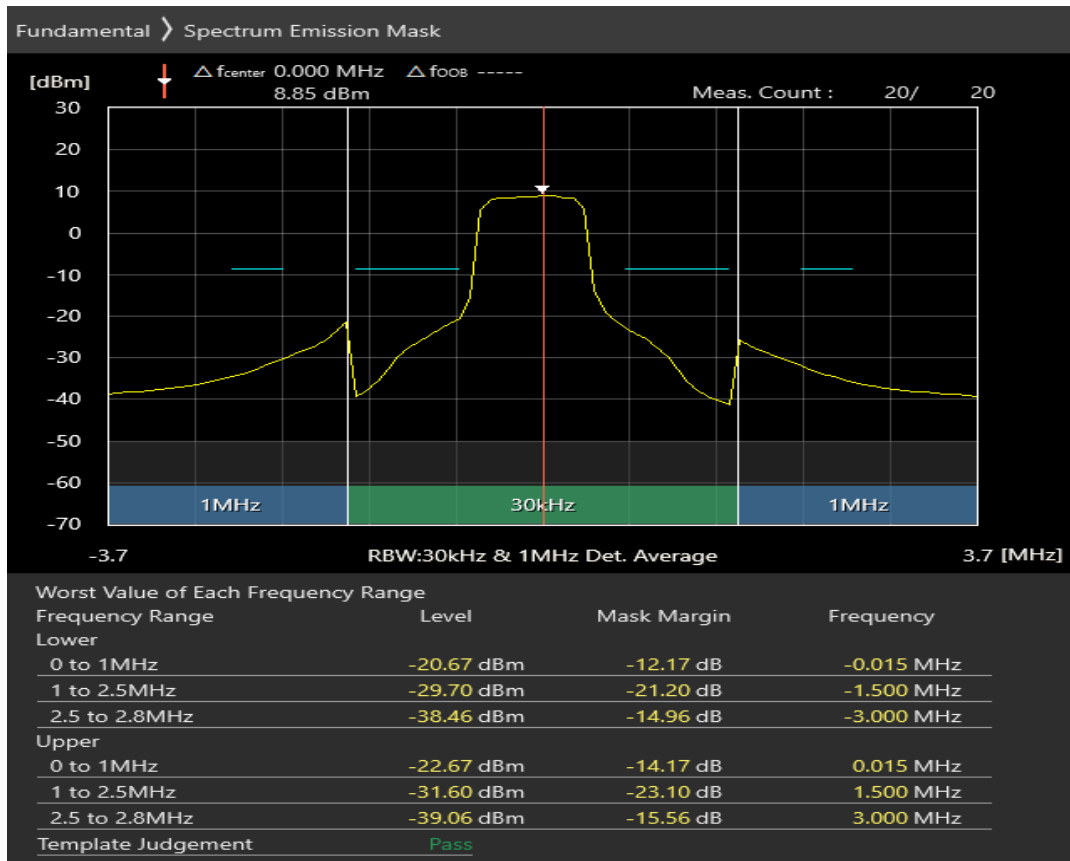 Fundamental 〉 Spectrum Emission Mask
△ fcenter 0.000 MHz △ fOOB -----
[dBm]
8.85 dBm Meas. Count : 20/ 20
30
20
10
0
-10
-20
-30
-40
-50
-60
-70
1MHz 30kHz 1MHz
-3.7 RBW:30kHz & 1MHz Det. Average 3.7 [MHz]
Worst Value of Each Frequency Range
Frequency Range Level Mask Margin Frequency
Lower
0 to 1MHz -20.67 dBm -12.17 dB -0.015 MHz
1 to 2.5MHz -29.70 dBm -21.20 dB -1.500 MHz
2.5 to 2.8MHz -38.46 dBm -14.96 dB -3.000 MHz
Upper
0 to 1MHz -22.67 dBm -14.17 dB 0.015 MHz
1 to 2.5MHz -31.60 dBm -23.10 dB 1.500 MHz
2.5 to 2.8MHz -39.06 dBm -15.56 dB 3.000 MHz
Template Judgement Pass